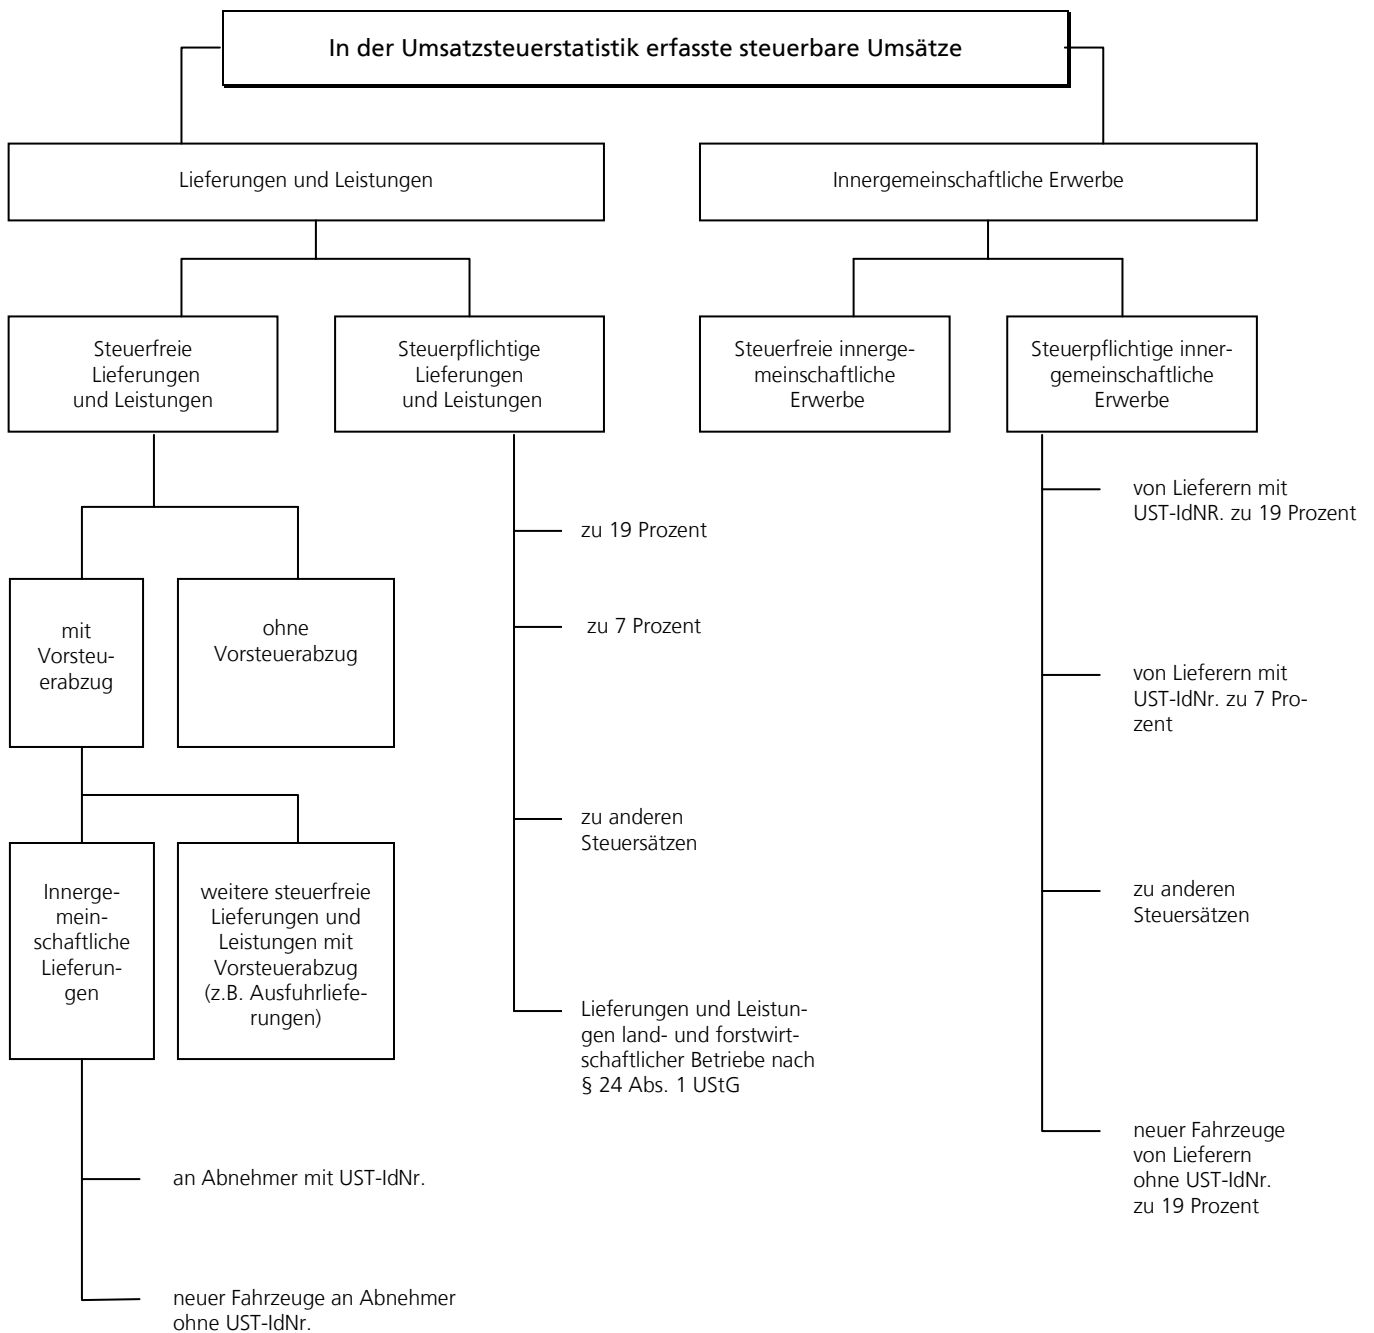 In der Umsatzsteuerstatistik erfasste steuerbare Umsätze
Lieferungen und Leistungen
Innergemeinschaftliche Erwerbe
Steuerfreie
Lieferungen
und Leistungen
Steuerpflichtige
Lieferungen
und Leistungen
Steuerfreie innerge-
meinschaftliche
Erwerbe
Steuerpflichtige inner-
gemeinschaftliche
Erwerbe
mit
Vorsteu-
erabzug
ohne
Vorsteuerabzug
Innerge-
mein-
schaftliche
Lieferun-
gen
weitere steuerfreie
Lieferungen und
Leistungen mit
Vorsteuerabzug
(z.B. Ausfuhrliefe-
rungen)
an Abnehmer mit UST-IdNr.
neuer Fahrzeuge an Abnehmer
ohne UST-IdNr.
zu 19 Prozent
zu 7 Prozent
zu anderen
Steuersätzen
Lieferungen und Leistun-
gen land- und forstwirt-
schaftlicher Betriebe nach
§ 24 Abs. 1 UStG
von Lieferern mit
UST-IdNR. zu 19 Prozent
von Lieferern mit
UST-IdNr. zu 7 Pro-
zent
zu anderen
Steuersätzen
neuer Fahrzeuge
von Lieferern
ohne UST-IdNr.
zu 19 Prozent